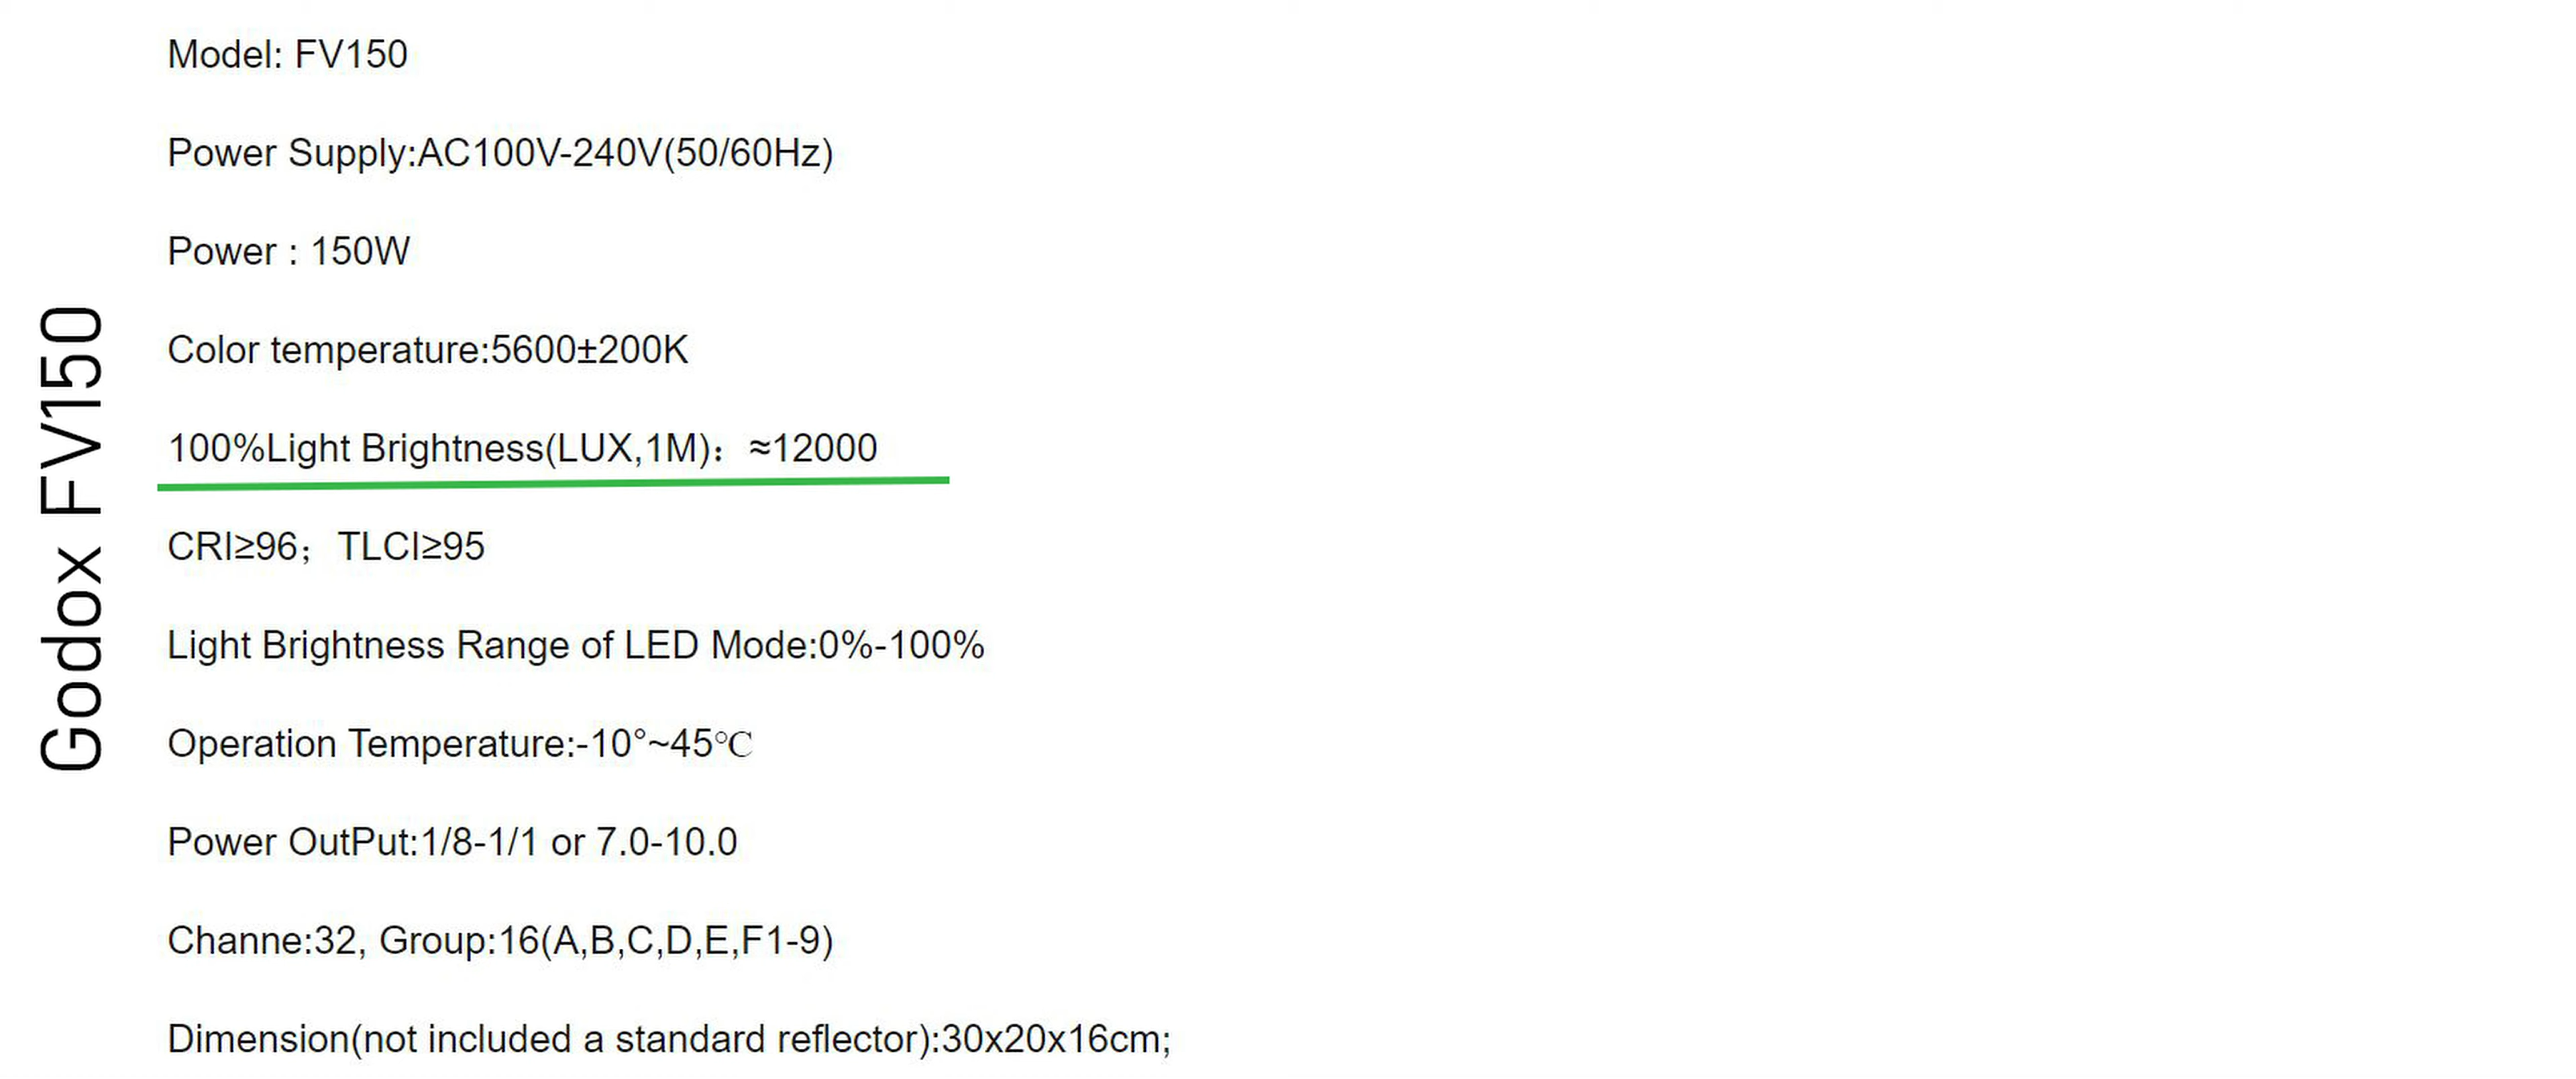 Godox FV150
Model: FV150
Power Supply:AC100V-240V(50/60Hz)
Power : 150W
Color temperature:5600±200K
100%Light Brightness(LUX,1M)：≈12000
CRI≥96；TLCI≥95
Light Brightness Range of LED Mode:0%-100%
Operation Temperature:-10°~45℃
Power OutPut:1/8-1/1 or 7.0-10.0
Channe:32, Group:16(A,B,C,D,E,F1-9)
Dimension(not included a standard reflector):30x20x16cm;